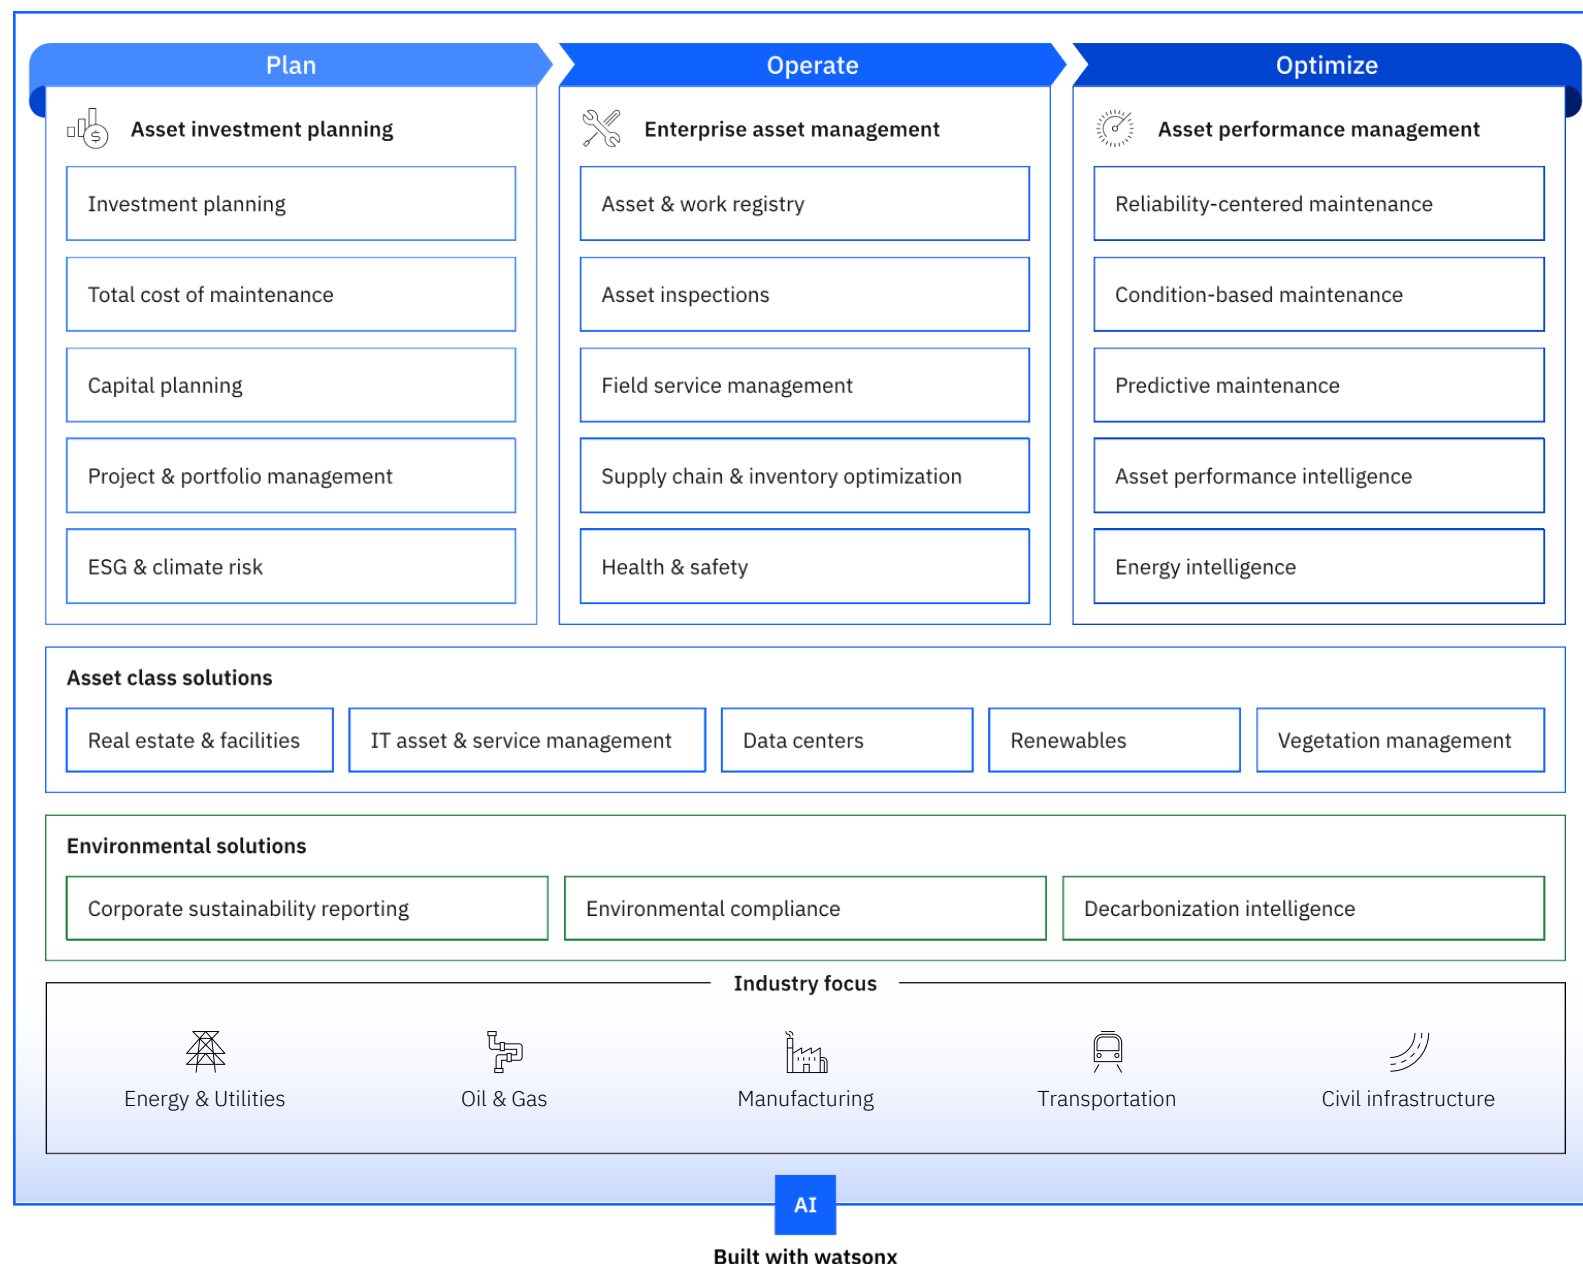 Plan
Operate
Optimize
Asset investment planning
Investment planning
Total cost of maintenance
Capital planning
Project & portfolio management
ESG & climate risk
Enterprise asset management
Asset & work registry
Asset inspections
Field service management
Supply chain & inventory optimization
Health & safety
Asset performance management
Reliability-centered maintenance
Condition-based maintenance
Predictive maintenance
Asset performance intelligence
Energy intelligence
Asset class solutions
Real estate & facilities
IT asset & service management
Data centers
Renewables
Vegetation management
Environmental solutions
Corporate sustainability reporting
Environmental compliance
Decarbonization intelligence
Industry focus
$
Energy & Utilities
Oil & Gas
Manufacturing
Transportation
Civil infrastructure
AI
Built with watsonx